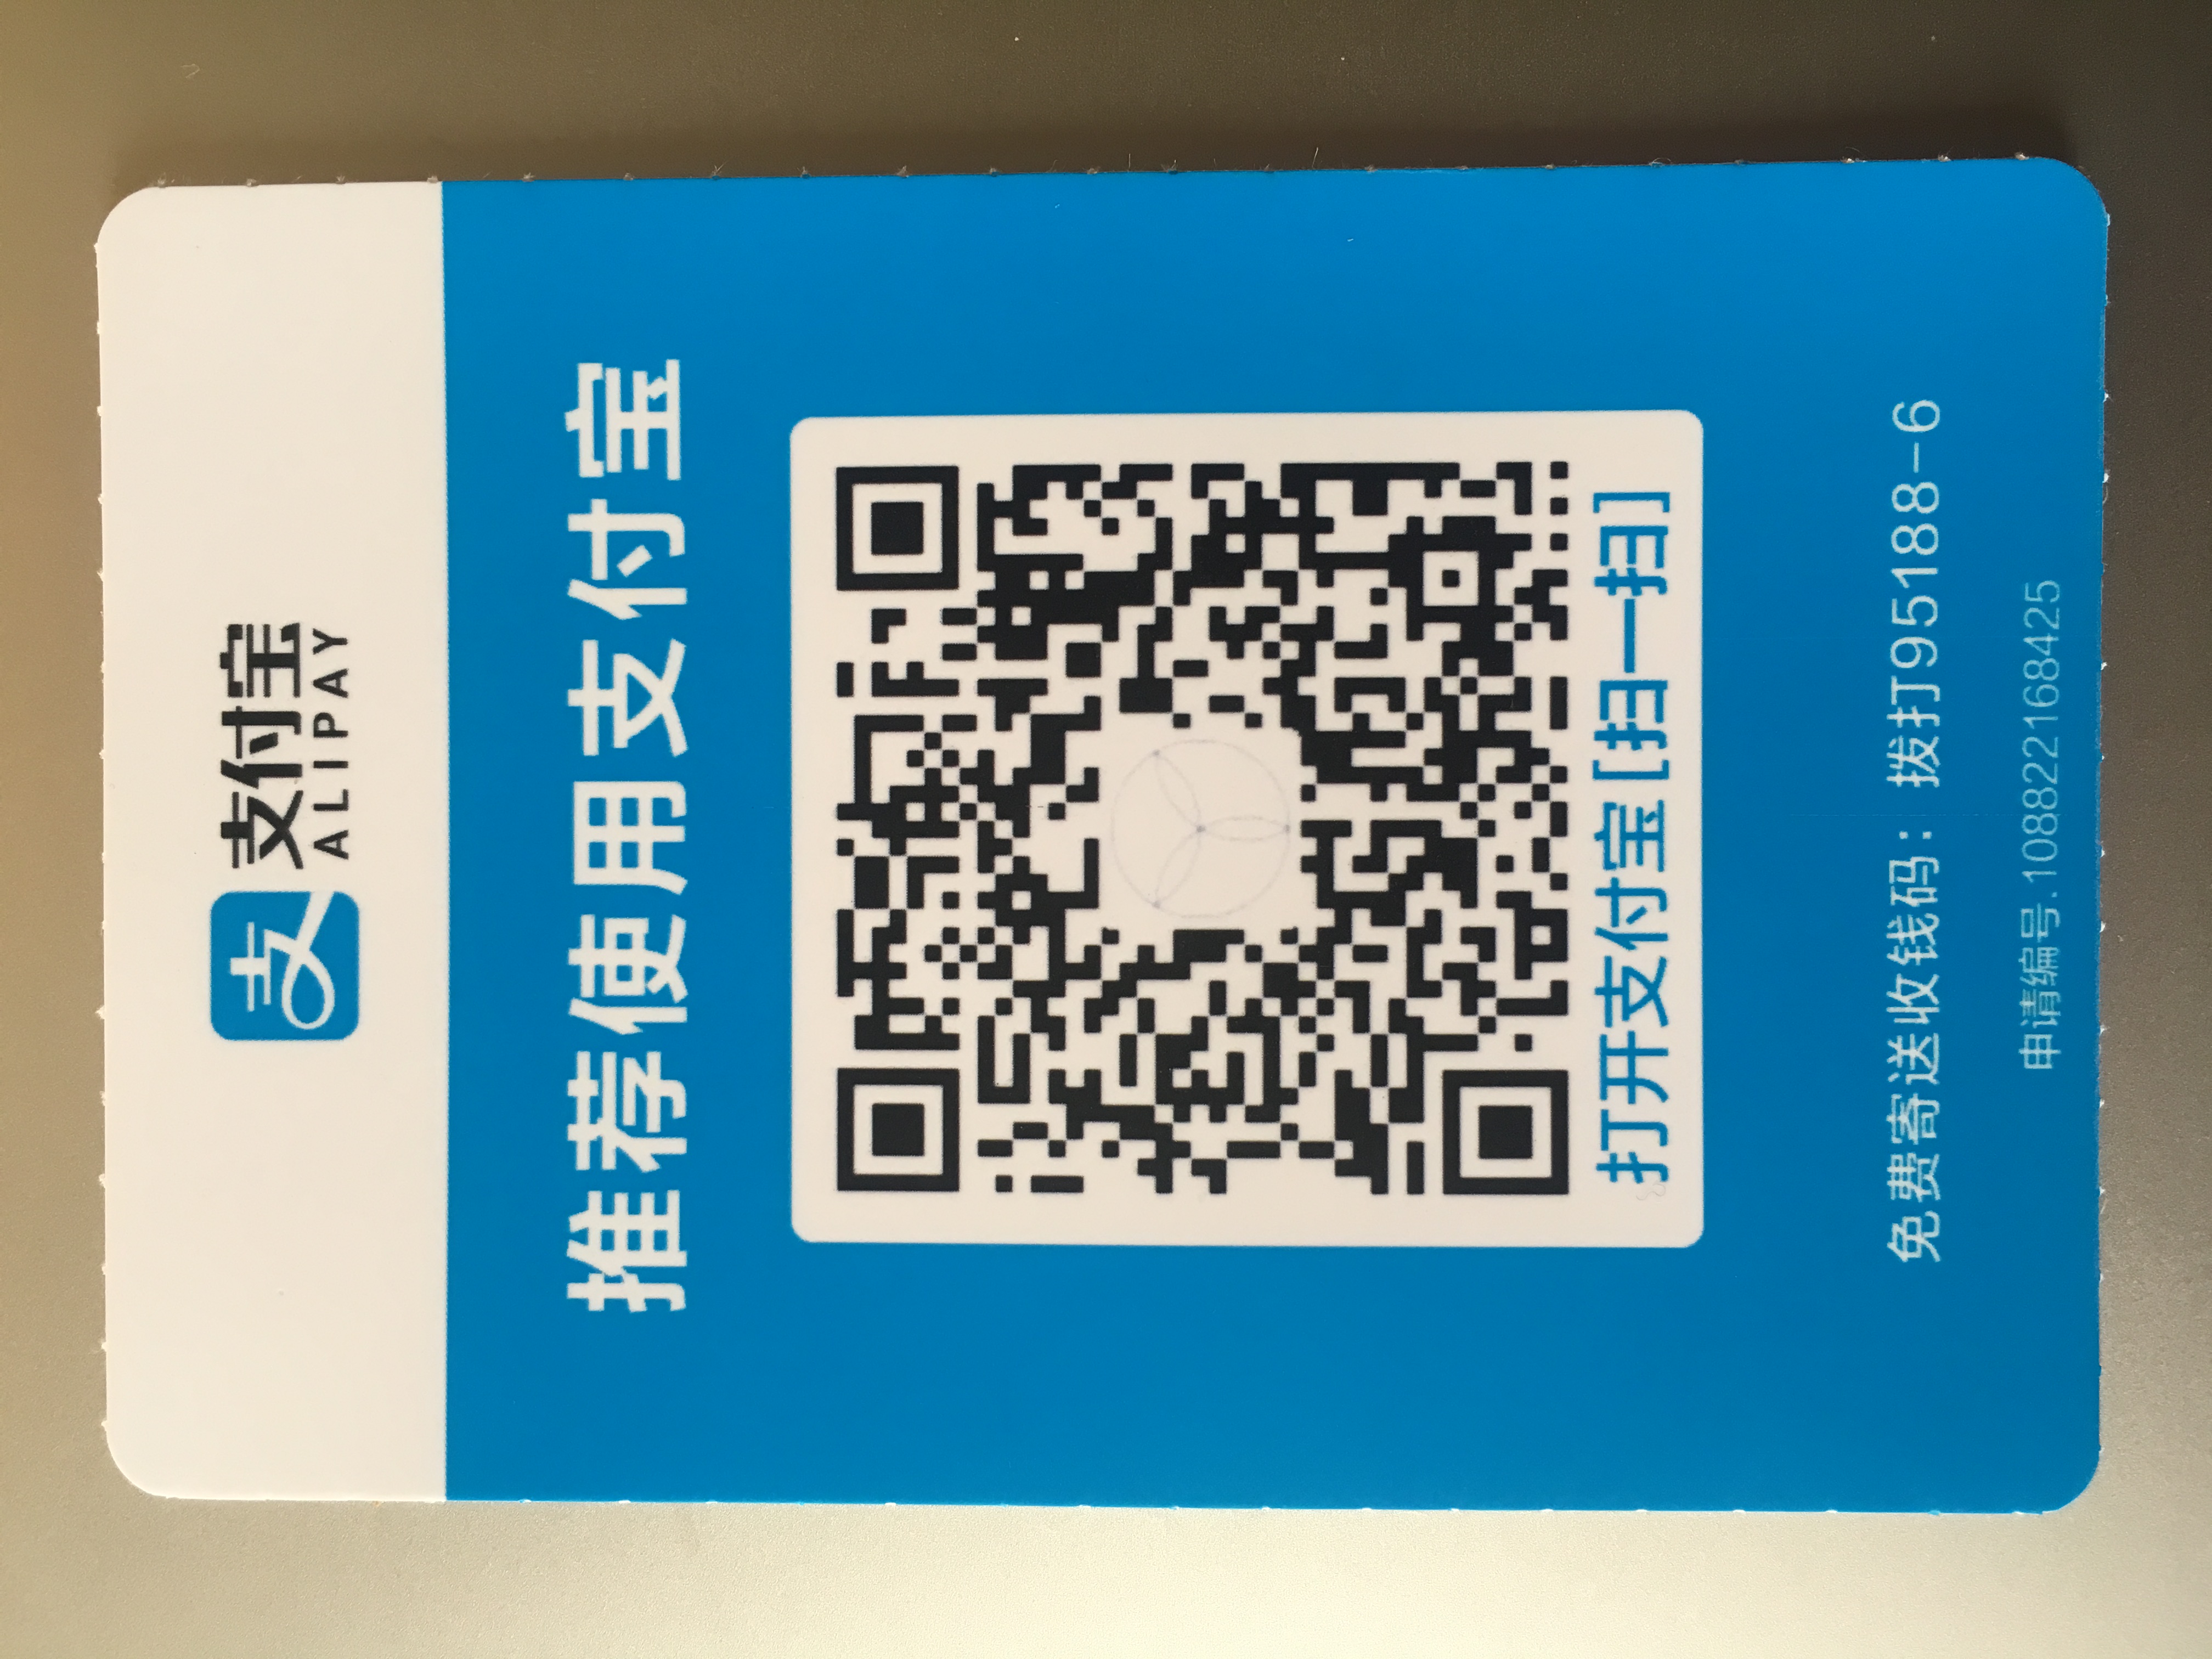 支 支付宝
ALIPAY
推荐使用支付宝
打开支付宝[扫一扫]
免费寄送收钱码：拨打95188-6
申请编号.108822168425